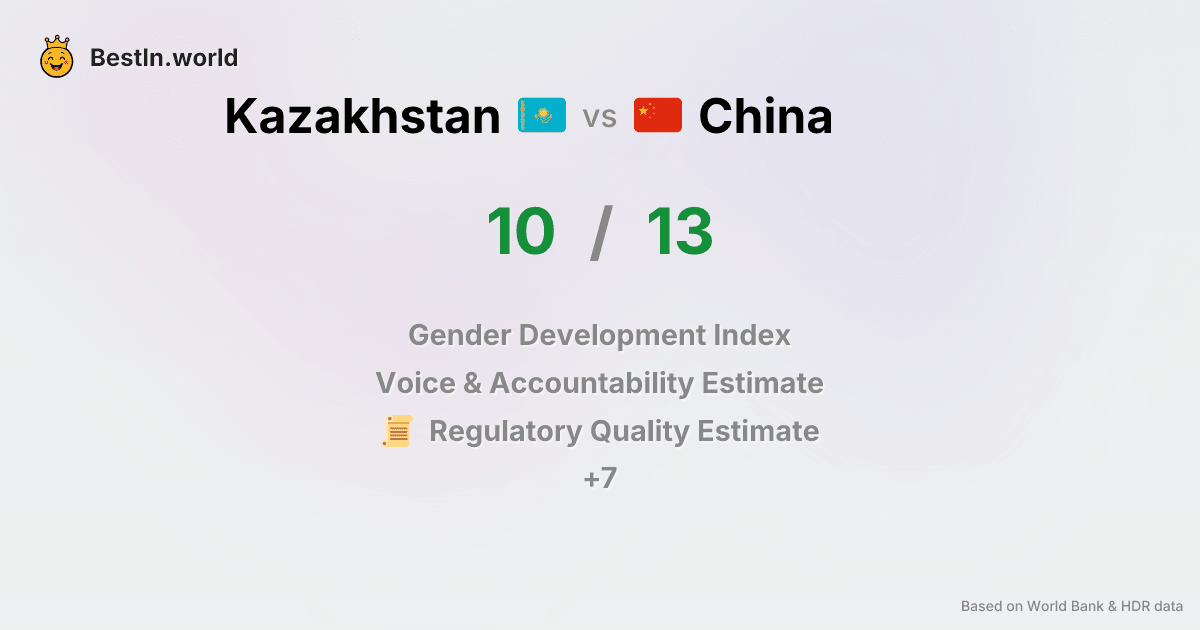 BestIn.world
Kazakhstan vs China
10 / 13
Gender Development Index
Voice & Accountability Estimate
Regulatory Quality Estimate
+7
Based on World Bank & HDR data